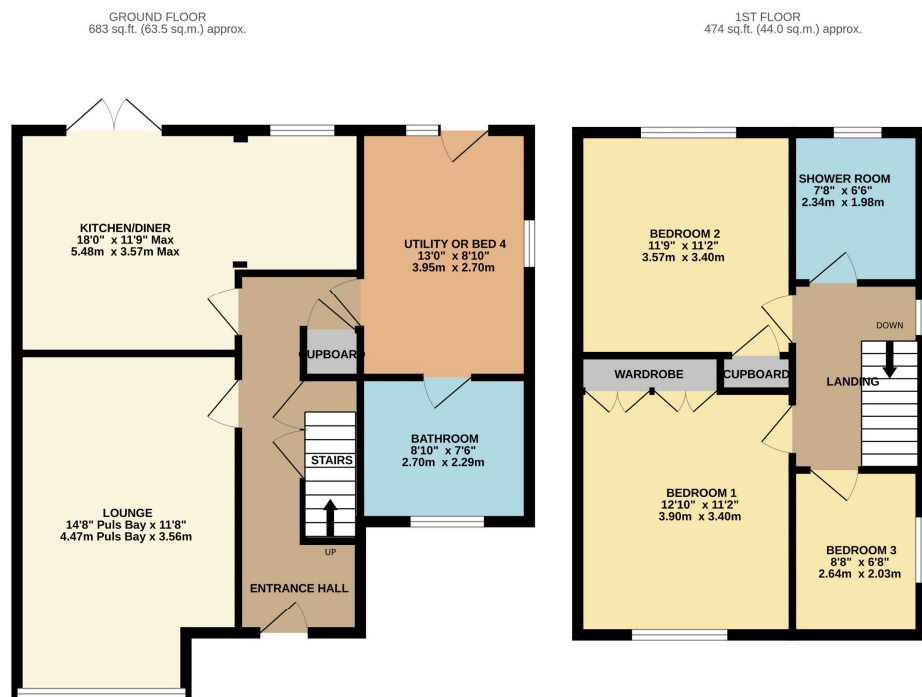 GROUND FLOOR
683 sq.ft. (63.5 sq.m.) approx.
1ST FLOOR
474 sq.ft. (44.0 sq.m.) approx.
KITCHEN/DINER
18'0" x 11'9" Max
5.48m x 3.57m Max
UTILITY OR BED 4
13'0" x 8'10"
3.95m x 2.70m
CUPBOARD
BATHROOM
8'10" x 7'6"
2.70m x 2.29m
STAIRS
UP
LOUNGE
14'8" Puls Bay x 11'8"
4.47m Puls Bay x 3.56m
ENTRANCE HALL
BEDROOM 2
11'9" x 11'2"
3.57m x 3.40m
SHOWER ROOM
7'8" x 6'6"
2.34m x 1.98m
DOWN
WARDROBE
CUPBOARD
LANDING
BEDROOM 1
12'10" x 11'2"
3.90m x 3.40m
BEDROOM 3
8'8" x 6'8"
2.64m x 2.03m